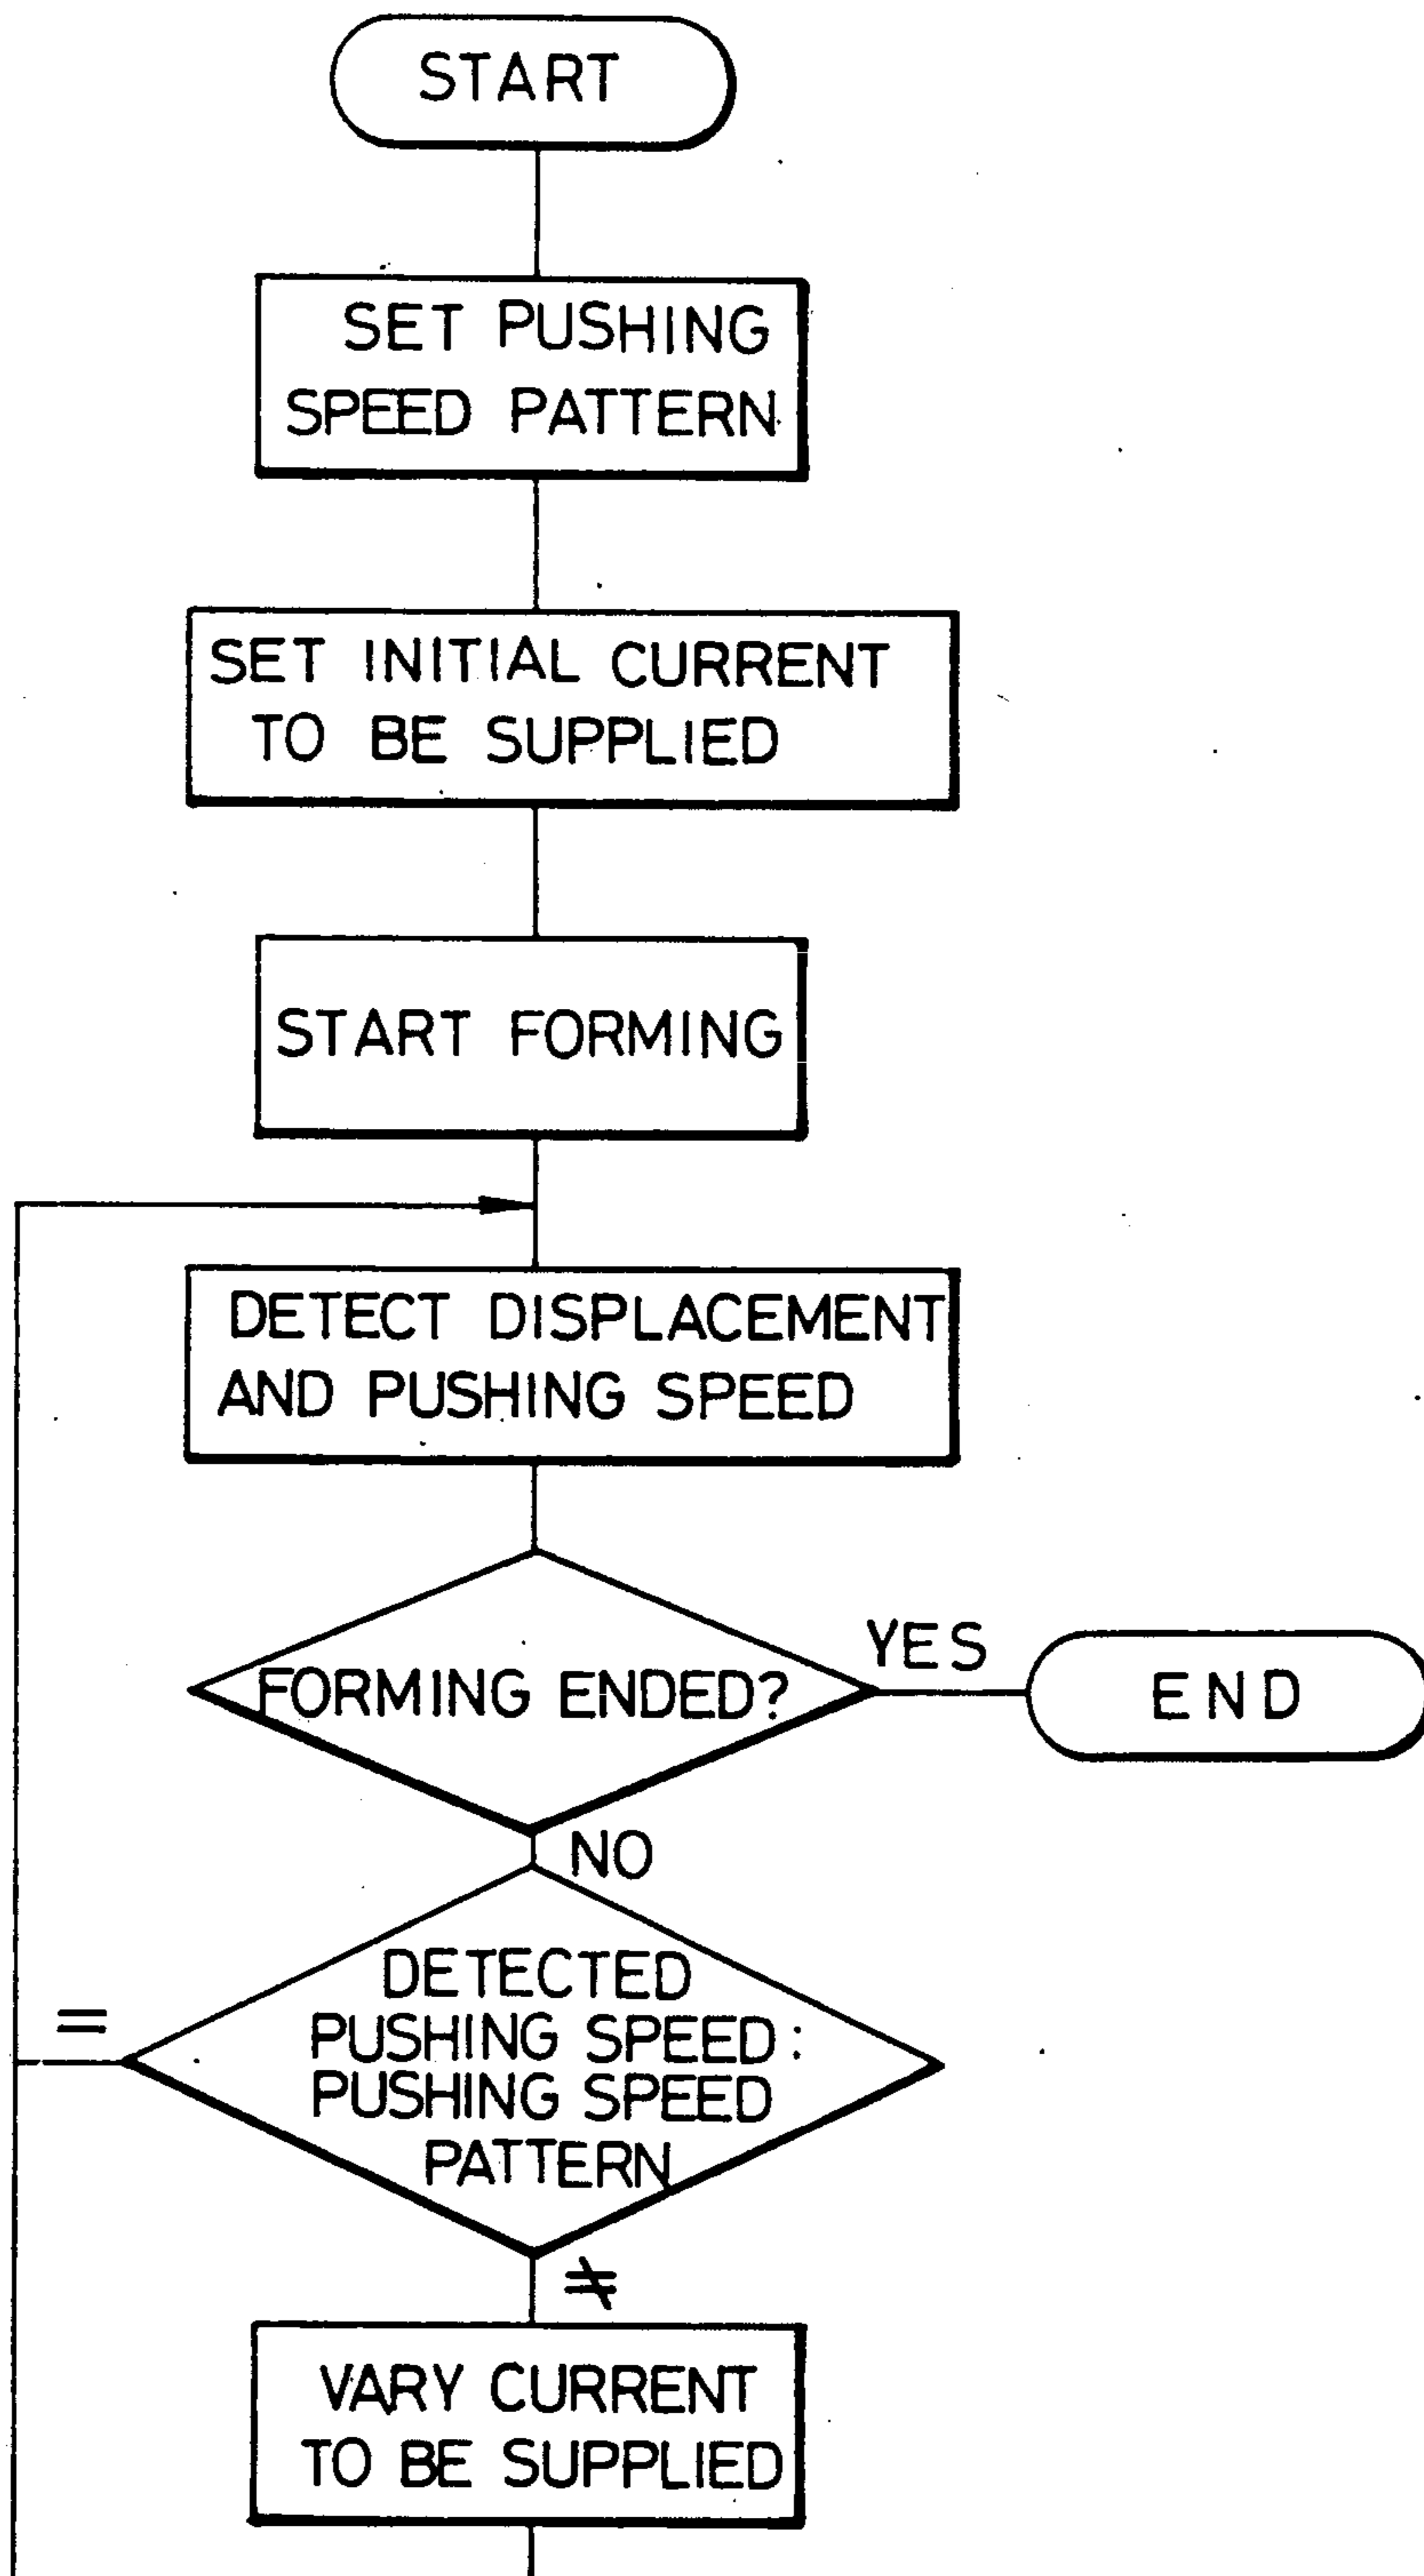 START
SET PUSHING
SPEED PATTERN
SET INITIAL CURRENT
TO BE SUPPLIED
START FORMING
DETECT DISPLACEMENT
AND PUSHING SPEED
FORMING ENDED?
YES
END
NO
DETECTED
PUSHING SPEED:
PUSHING SPEED
PATTERN
=
≠
VARY CURRENT
TO BE SUPPLIED